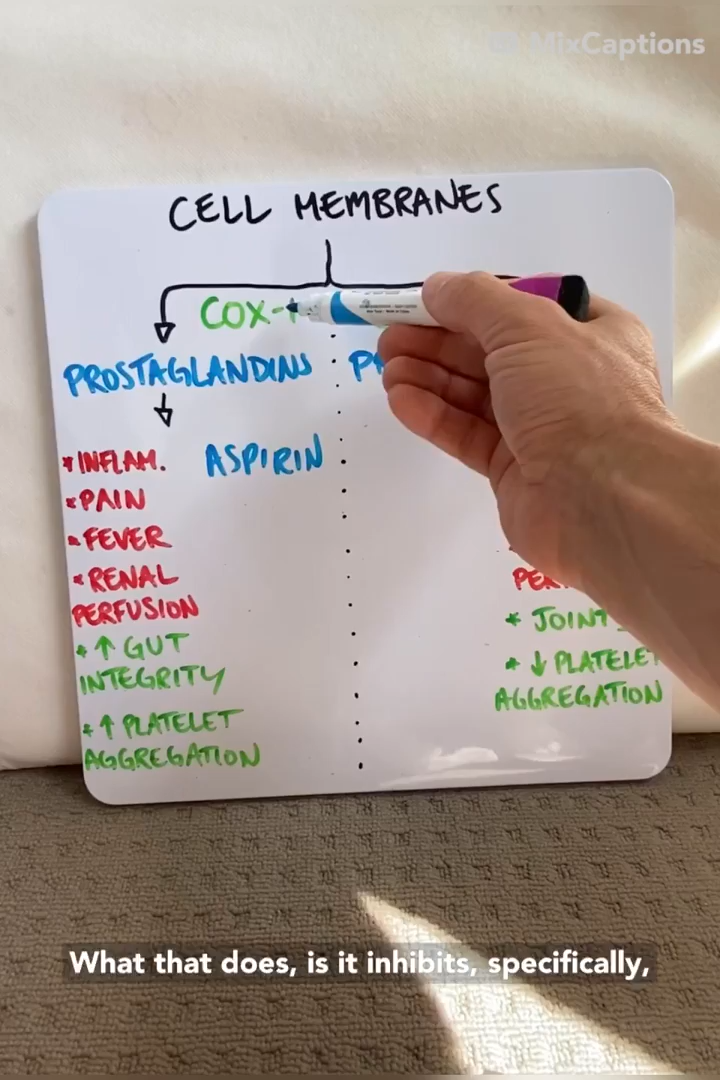 MixCaptions
CELL MEMBRANES
COX-1
PROSTAGLANDINS
ASPIRIN
* INFLAM.
* PAIN
* FEVER
* RENAL
PERFUSION
* ↑ GUT
INTEGRITY
* ↑ PLATELET
AGGREGATION
* JOINT
* ↓ PLATELET
AGGREGATION
What that does, is it inhibits, specifically,